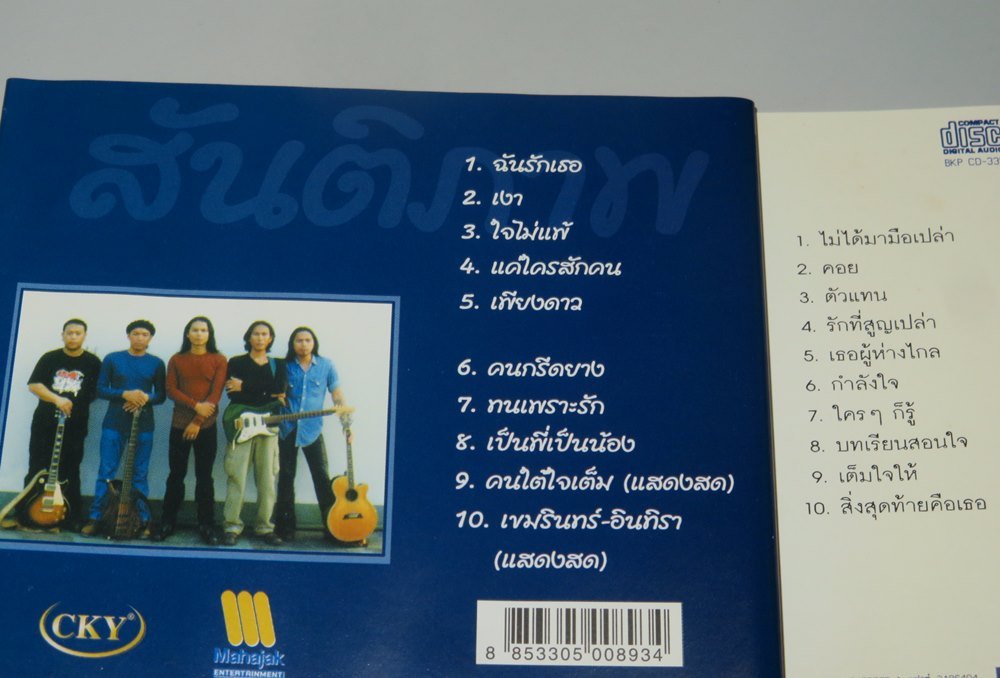 สันติภาพ
1. ฉันรักเธอ
2. เงา
3. ใจไม่แพ้
4. แค่ใครสักคน
5. เพียงดาว
6. คนกรีดยาง
7. ทนเพราะรัก
8. เป็นพี่เป็นน้อง
9. คนใต้ใจเต็ม (แสดงสด)
10. เขมรินทร์-อินทิรา
(แสดงสด)
CKY®
Mahajak
ENTERTAINMENT
8 853305 008934
COMPACT
disc
DIGITAL AUDIO
BKP CD-33
1. ไม่ได้มามือเปล่า
2. คอย
3. ตัวแทน
4. รักที่สูญเปล่า
5. เธอผู้ห่างไกล
6. กำลังใจ
7. ใครๆ ก็รู้
8. บทเรียนสอนใจ
9. เต็มใจให้
10. สิ่งสุดท้ายคือเธอ